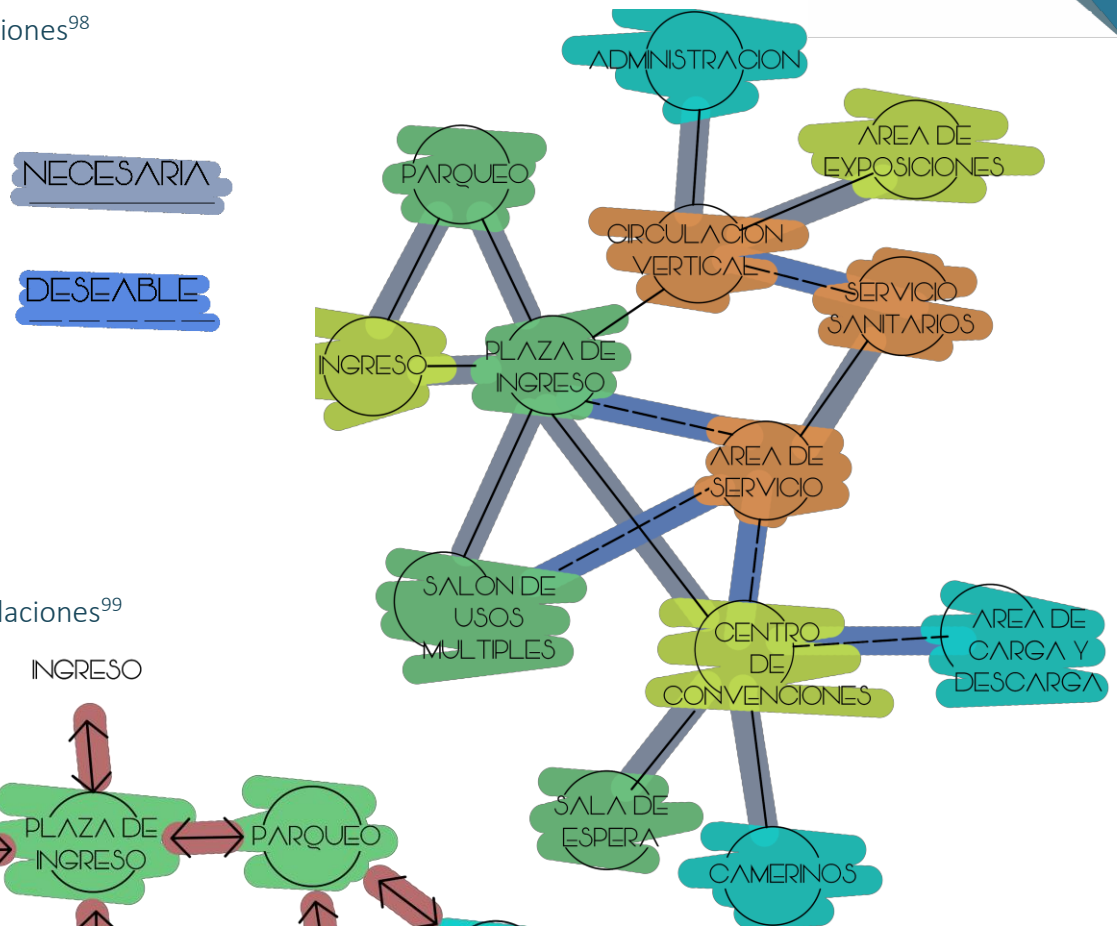 iones98
NECESARIA
DESEABLE
ADMINISTRACION
AREA DE
EXPOSICIONES
PARQUEO
CIRCULACION
VERTICAL
SERVICIO
SANITARIOS
INGRESO
PLAZA DE
INGRESO
AREA DE
SERVICIO
SALON DE
USOS
MULTIPLES
CENTRO
DE
CONVENCIONES
AREA DE
CARGA Y
DESCARGA
SALA DE
ESPERA
CAMERINOS
laciones99
INGRESO
PLAZA DE
INGRESO
PARQUEO